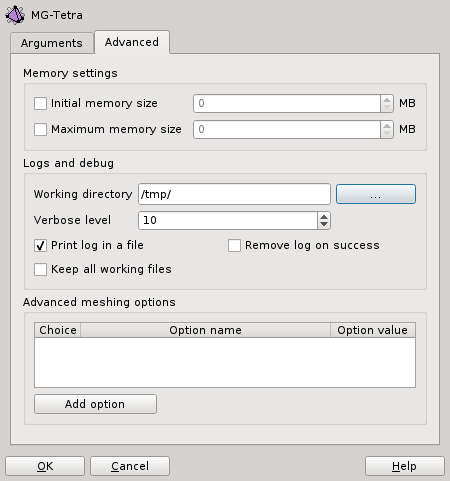 MG-Tetra
Arguments Advanced
Memory settings
Initial memory size 0 MB
Maximum memory size 0 MB
Logs and debug
Working directory /tmp/ ...
Verbose level 10
Print log in a file Remove log on success
Keep all working files
Advanced meshing options
Choice Option name Option value
Add option
OK Cancel Help